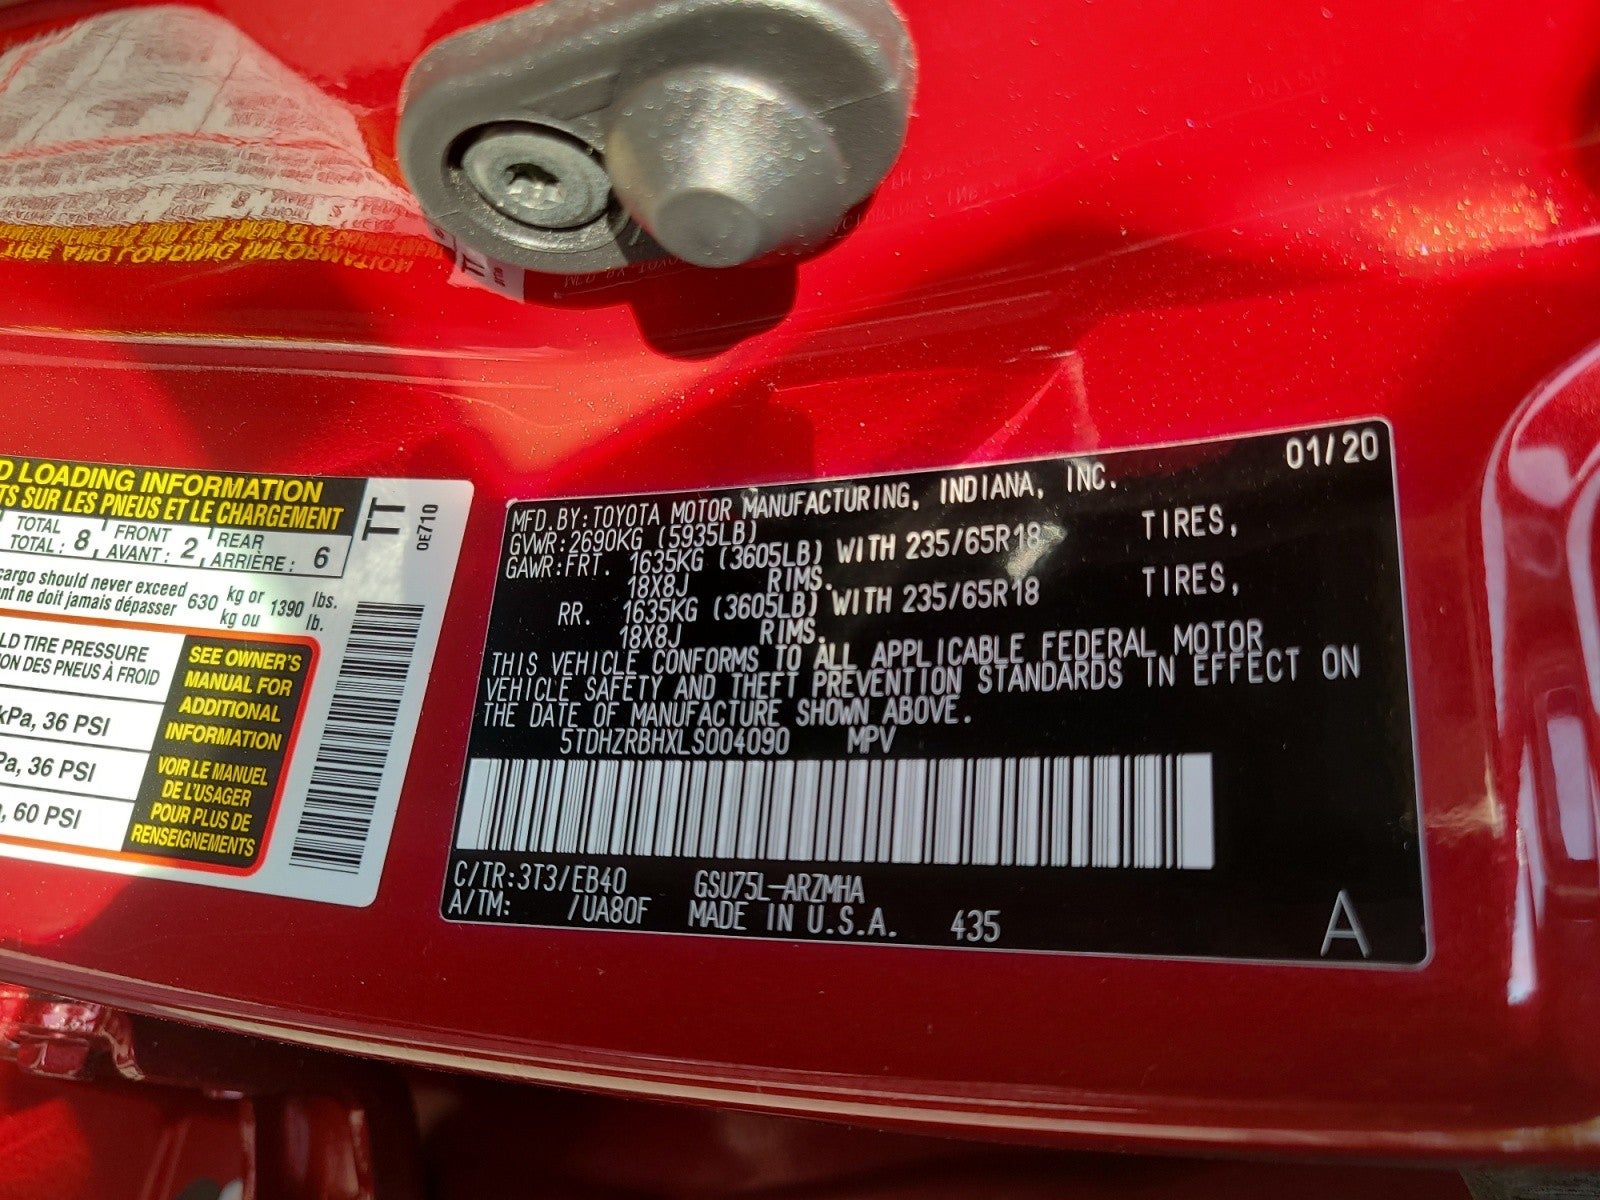 D LOADING INFORMATION
TS SUR LES PNEUS ET LE CHARGEMENT
TT
0E710
TOTAL
TOTAL : 8
FRONT
AVANT : 2
REAR
ARRIÈRE : 6
cargo should never exceed 630 kg or 1390 lbs.
nt ne doit jamais dépasser kg ou lb.
LD TIRE PRESSURE
ION DES PNEUS À FROID
kPa, 36 PSI
Pa, 36 PSI
, 60 PSI
SEE OWNER'S
MANUAL FOR
ADDITIONAL
INFORMATION
VOIR LE MANUEL
DE L'USAGER
POUR PLUS DE
RENSEIGNEMENTS
01/20
MFD. BY: TOYOTA MOTOR MANUFACTURING, INDIANA, INC.
GVWR: 2690KG (5935LB)
GAWR: FRT. 1635KG (3605LB) WITH 235/65R18 TIRES,
18X8J RIMS.
RR. 1635KG (3605LB) WITH 235/65R18 TIRES,
18X8J RIMS.
THIS VEHICLE CONFORMS TO ALL APPLICABLE FEDERAL MOTOR
VEHICLE SAFETY AND THEFT PREVENTION STANDARDS IN EFFECT ON
THE DATE OF MANUFACTURE SHOWN ABOVE.
5TDHZRBHXLS004090 MPV
C/TR: 3T3/EB40 GSU75L-ARZMHA
A/TM: /UA80F MADE IN U.S.A. 435
A